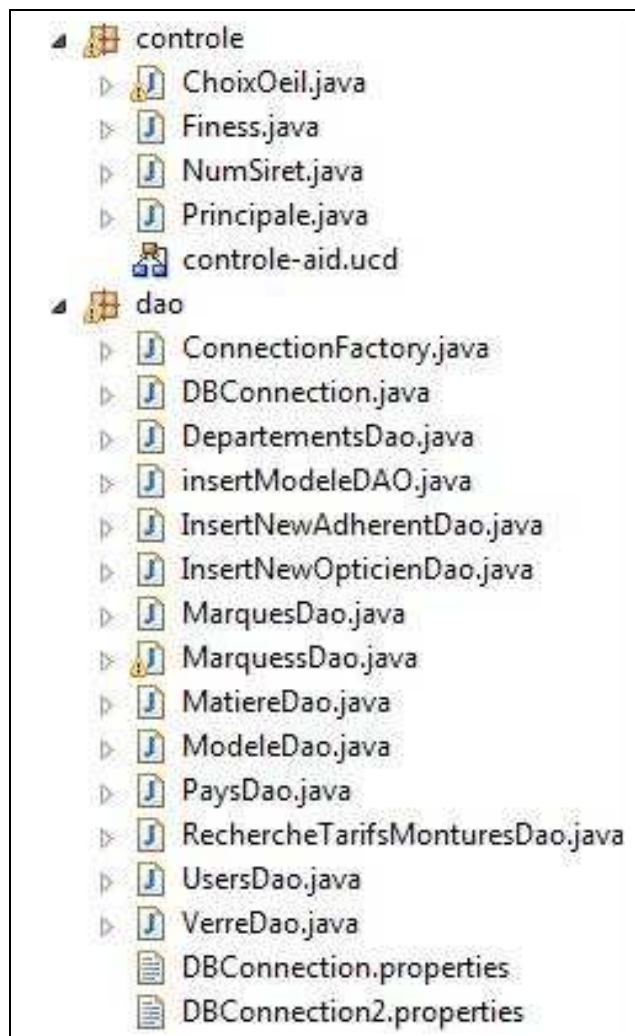 controle
ChoixOeil.java
Finess.java
NumSiret.java
Principale.java
controle-aid.ucd
dao
ConnectionFactory.java
DBConnection.java
DepartementsDao.java
insertModeleDAO.java
InsertNewAdherentDao.java
InsertNewOpticienDao.java
MarquesDao.java
MarquessDao.java
MatiereDao.java
ModeleDao.java
PaysDao.java
RechercheTarifsMonturesDao.java
UsersDao.java
VerreDao.java
DBConnection.properties
DBConnection2.properties